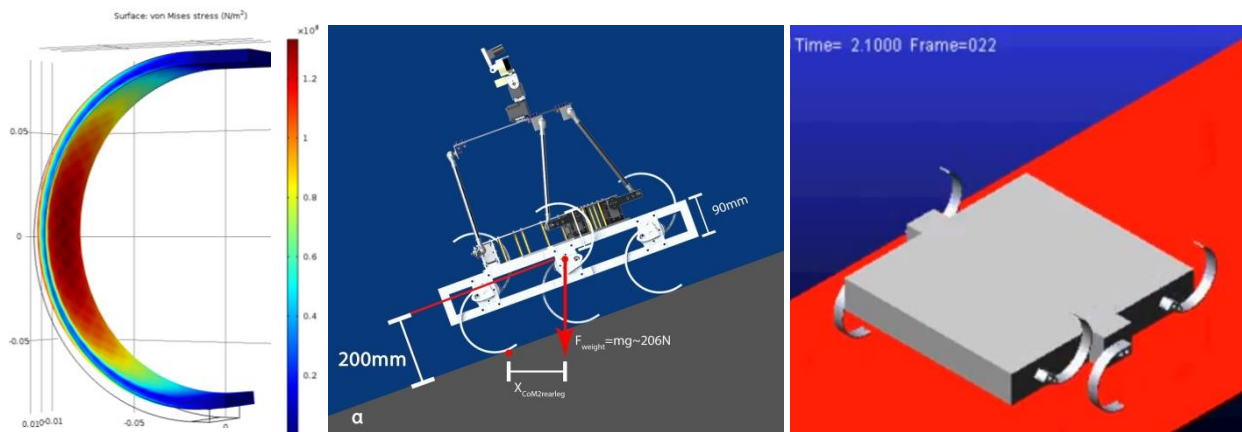 Surface: von Mises stress (N/m²)
×10⁸
1.2
1
0.8
0.6
0.4
0.2
0.05
0
-0.05
0.01
-0.01
-0.05
0
90mm
200mm
F_weight=mg~206N
X_CoM2rearleg
α
Time= 2.1000 Frame=022